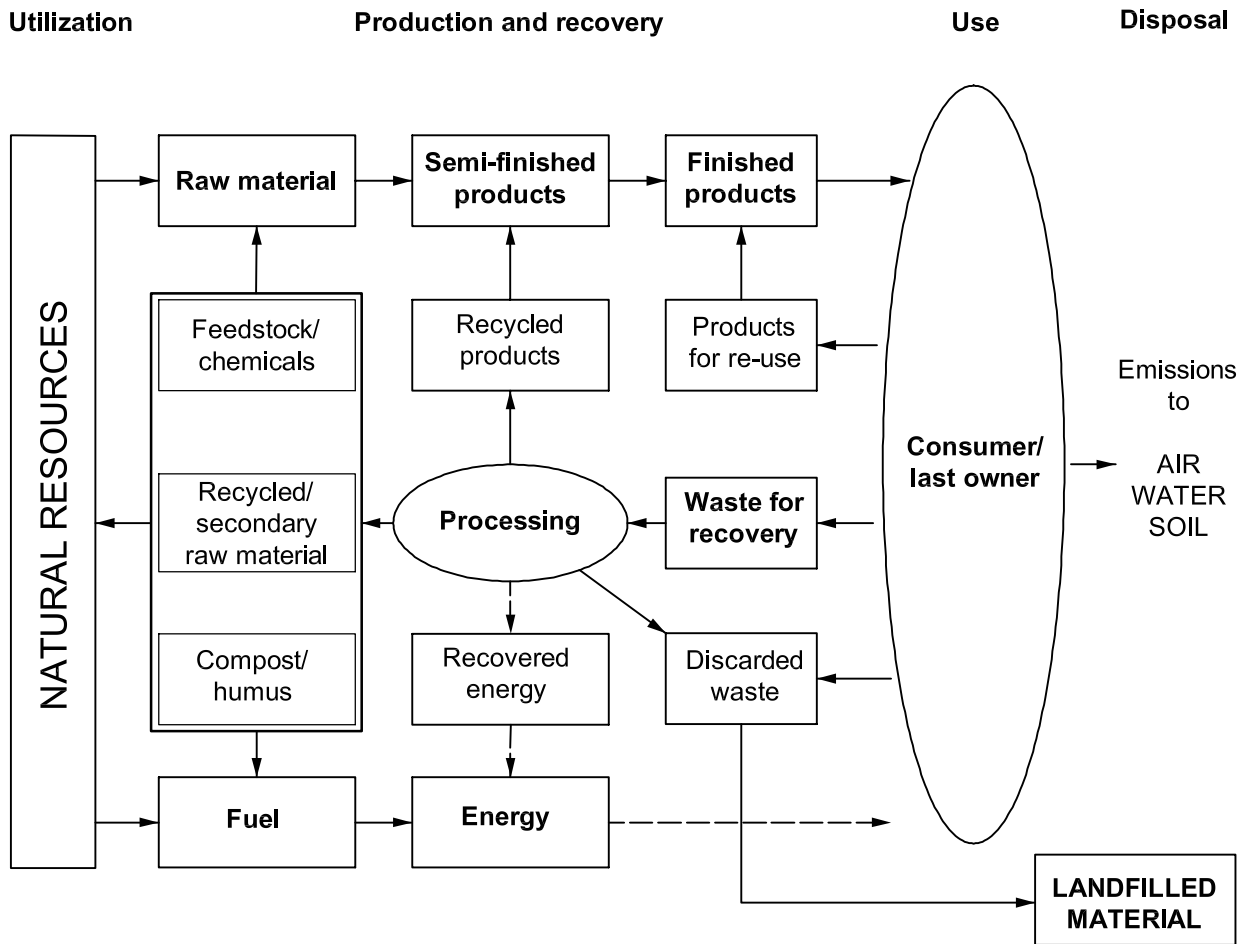 Utilization
Production and recovery
Use
Disposal
NATURAL RESOURCES
Raw material
Semi-finished
products
Finished
products
Feedstock/
chemicals
Recycled
products
Products
for re-use
Emissions
to
AIR
WATER
SOIL
Consumer/
last owner
Recycled/
secondary
raw material
Processing
Waste for
recovery
Compost/
humus
Recovered
energy
Discarded
waste
Fuel
Energy
LANDFILLED
MATERIAL